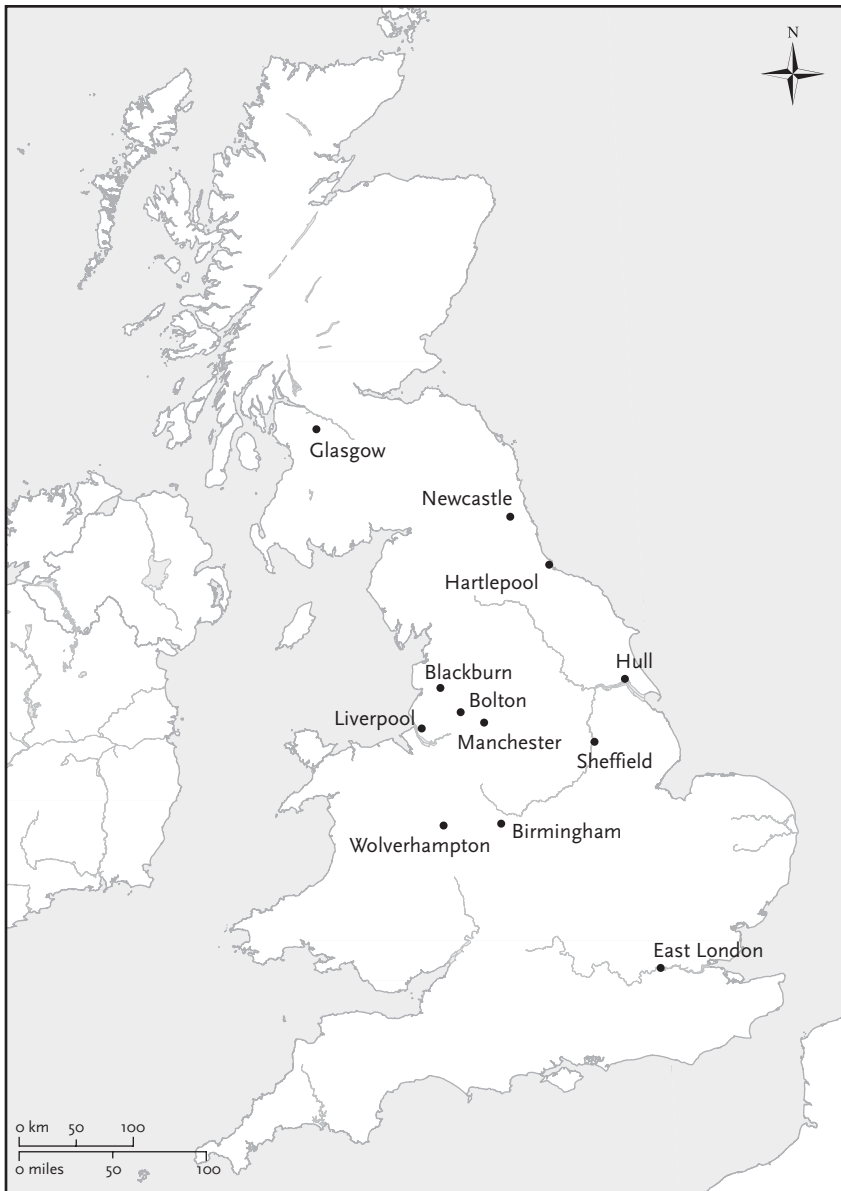 N
Glasgow
Newcastle
Hartlepool
Hull
Blackburn
Bolton
Liverpool
Manchester
Sheffield
Wolverhampton
Birmingham
East London
0 km 50 100
0 miles 50 100